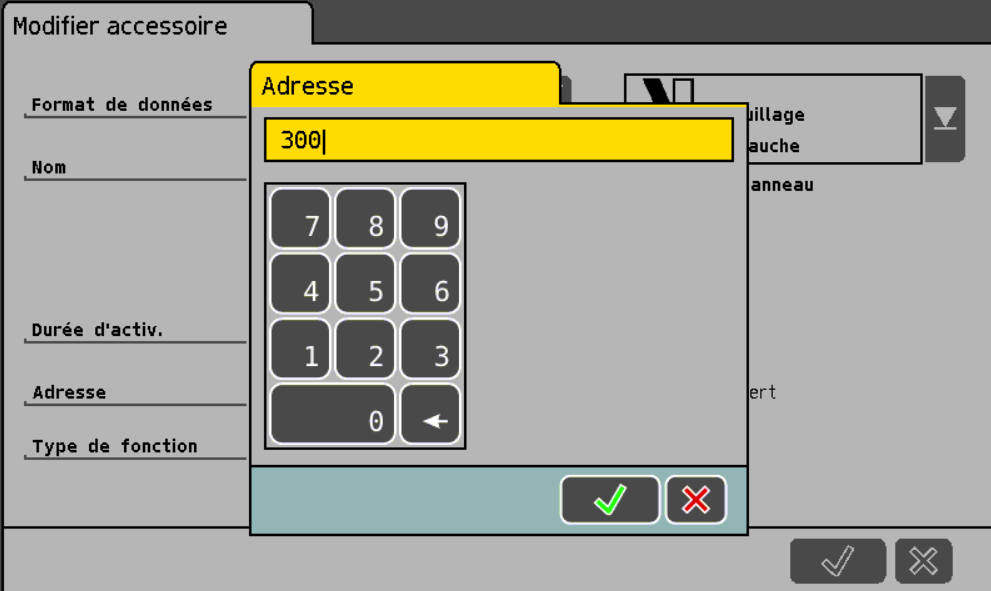 Modifier accessoire
Adresse
Format de données
300
auche
Nom
anneau
7 8 9
4 5 6
1 2 3
0
Durée d'activ.
Adresse
ert
Type de fonction